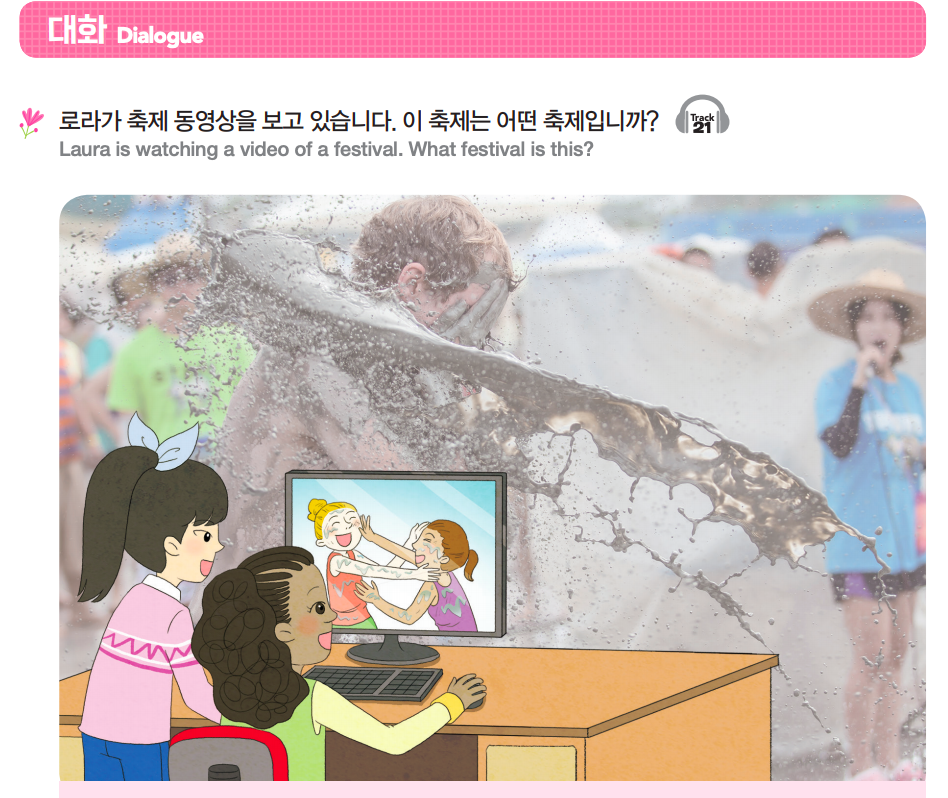 대화 Dialogue
로라가 축제 동영상을 보고 있습니다. 이 축제는 어떤 축제입니까?
Track
21
Laura is watching a video of a festival. What festival is this?